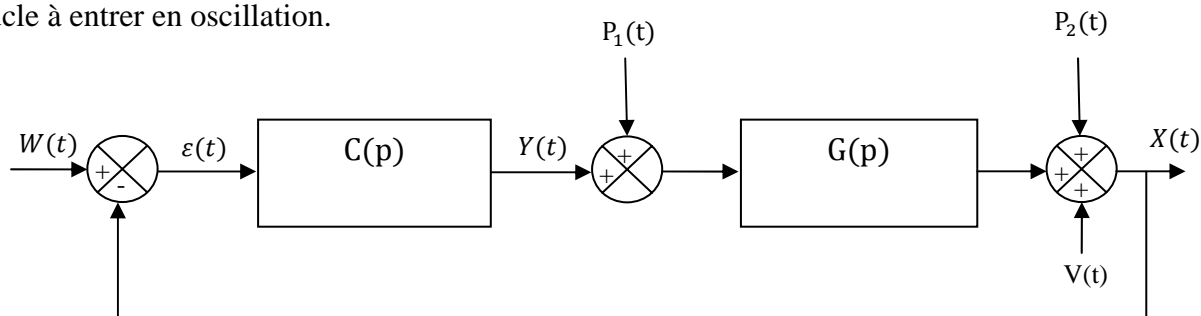 cle à entrer en oscillation.
P₁(t)
P₂(t)
W(t)
ε(t)
C(p)
Y(t)
G(p)
X(t)
+
-
+
+
+
+
+
V(t)